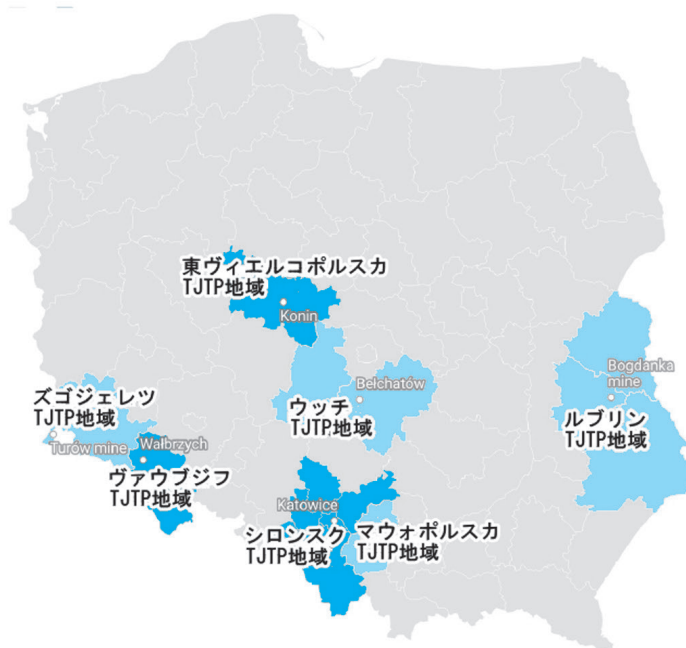 東ヴィエルコポルスカ
TJTP地域
Konin
Bogdanka
mine
ズゴジェレツ
TJTP地域
Turów mine
Wałbrzych
ヴァウブジフ
TJTP地域
Bełchatów
ウッチ
TJTP地域
ルブリン
TJTP地域
Katowice
シロンスク
TJTP地域
マウォポルスカ
TJTP地域